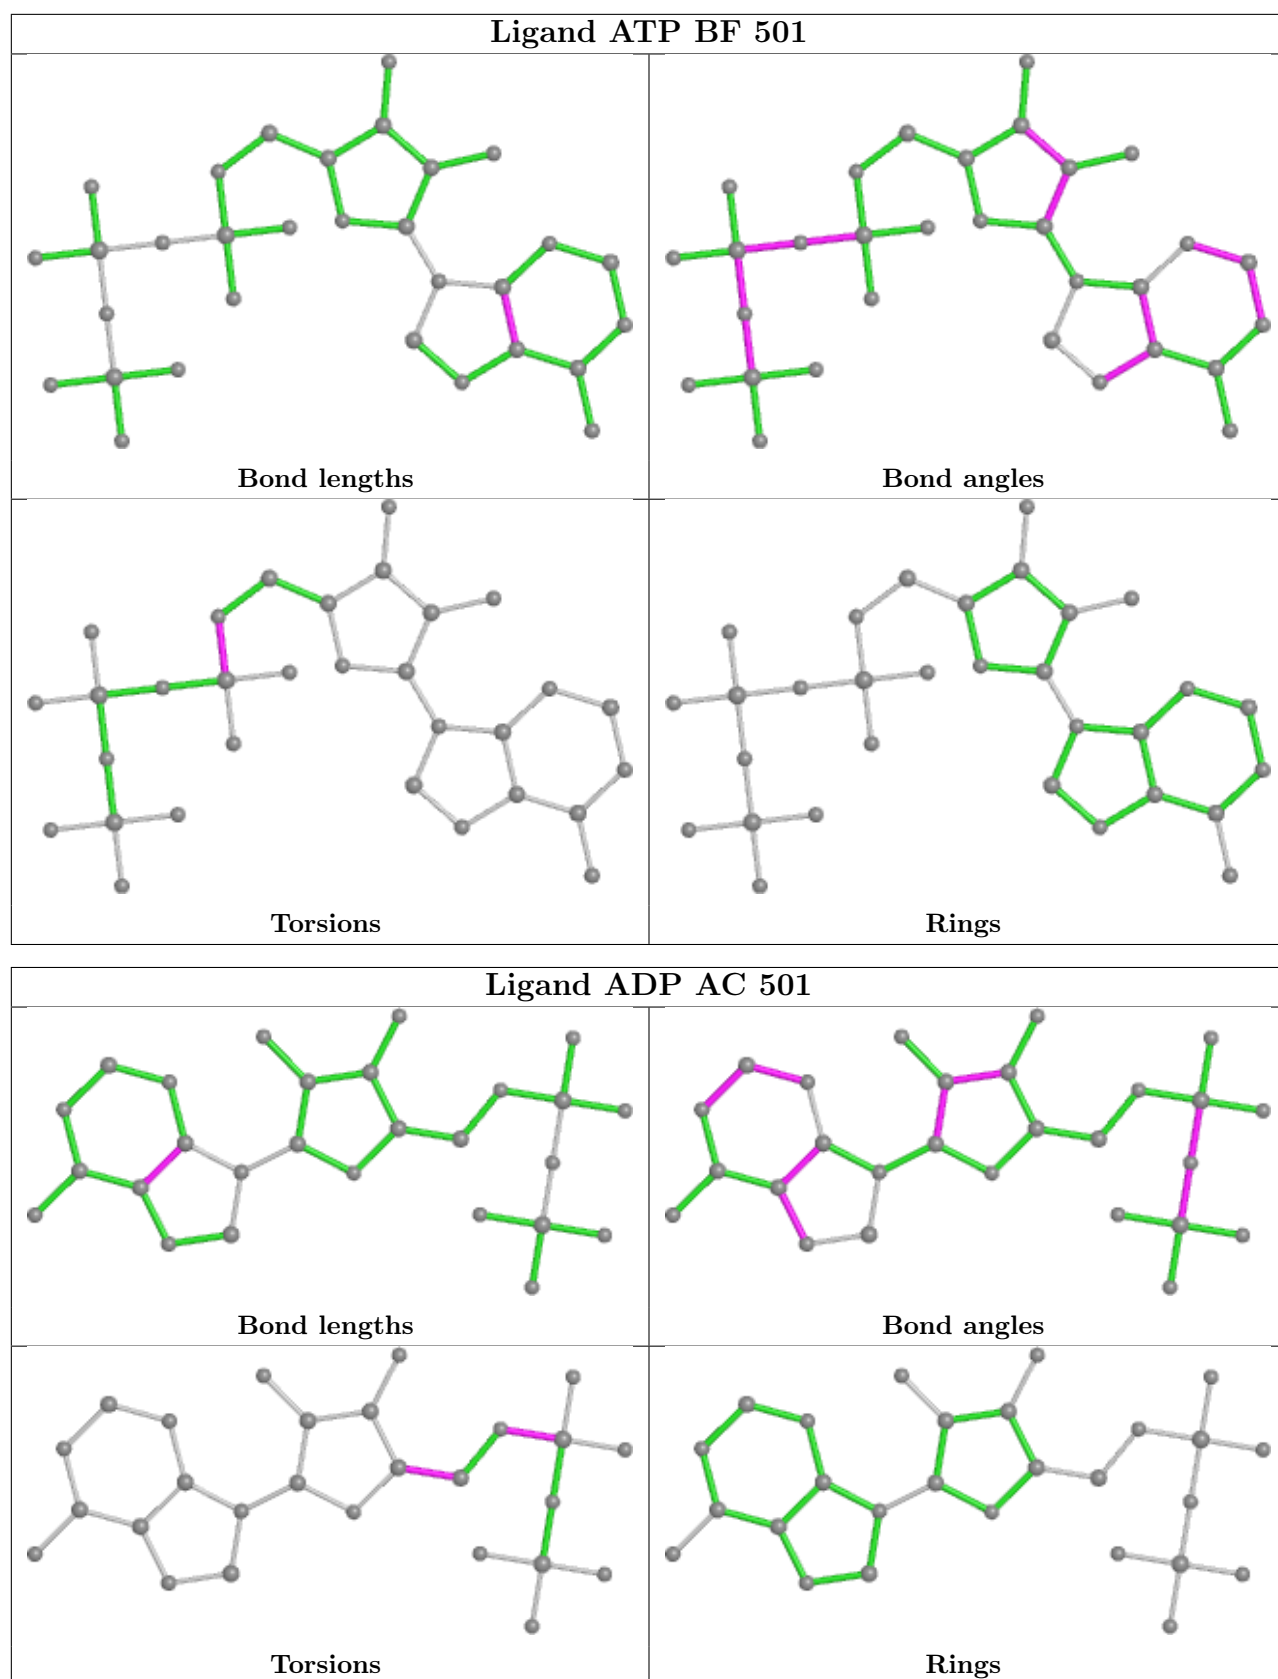 Ligand ATP BF 501
Bond lengths
Bond angles
Torsions
Rings
Ligand ADP AC 501
Bond lengths
Bond angles
Torsions
Rings